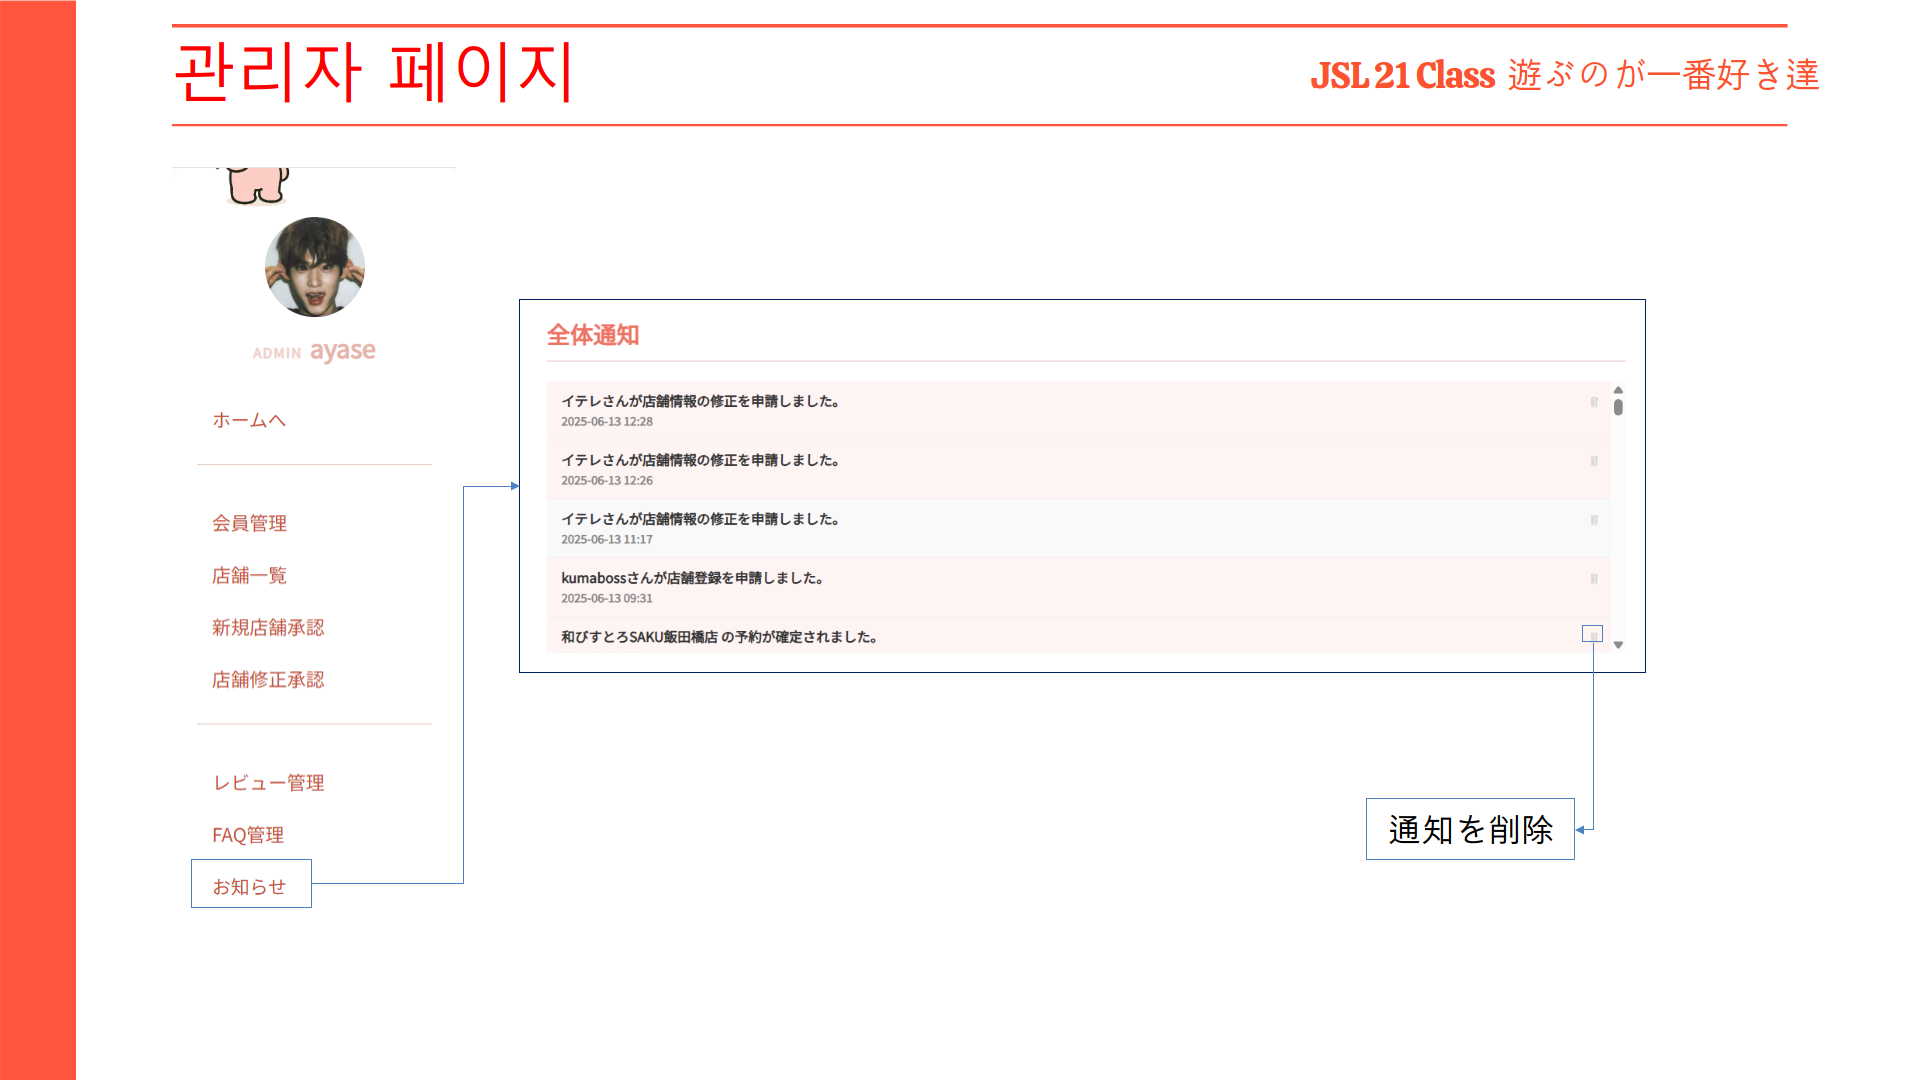 관리자 페이지
JSL 21 Class 遊ぶのが一番好き達
ADMIN ayase
ホームへ
会員管理
店舗一覧
新規店舗承認
店舗修正承認
レビュー管理
FAQ管理
お知らせ
全体通知
イテレさんが店舗情報の修正を申請しました。
2025-06-13 12:28
イテレさんが店舗情報の修正を申請しました。
2025-06-13 12:26
イテレさんが店舗情報の修正を申請しました。
2025-06-13 11:17
kumabossさんが店舗登録を申請しました。
2025-06-13 09:31
和びすとろSAKU飯田橋店 の予約が確定されました。
通知を削除